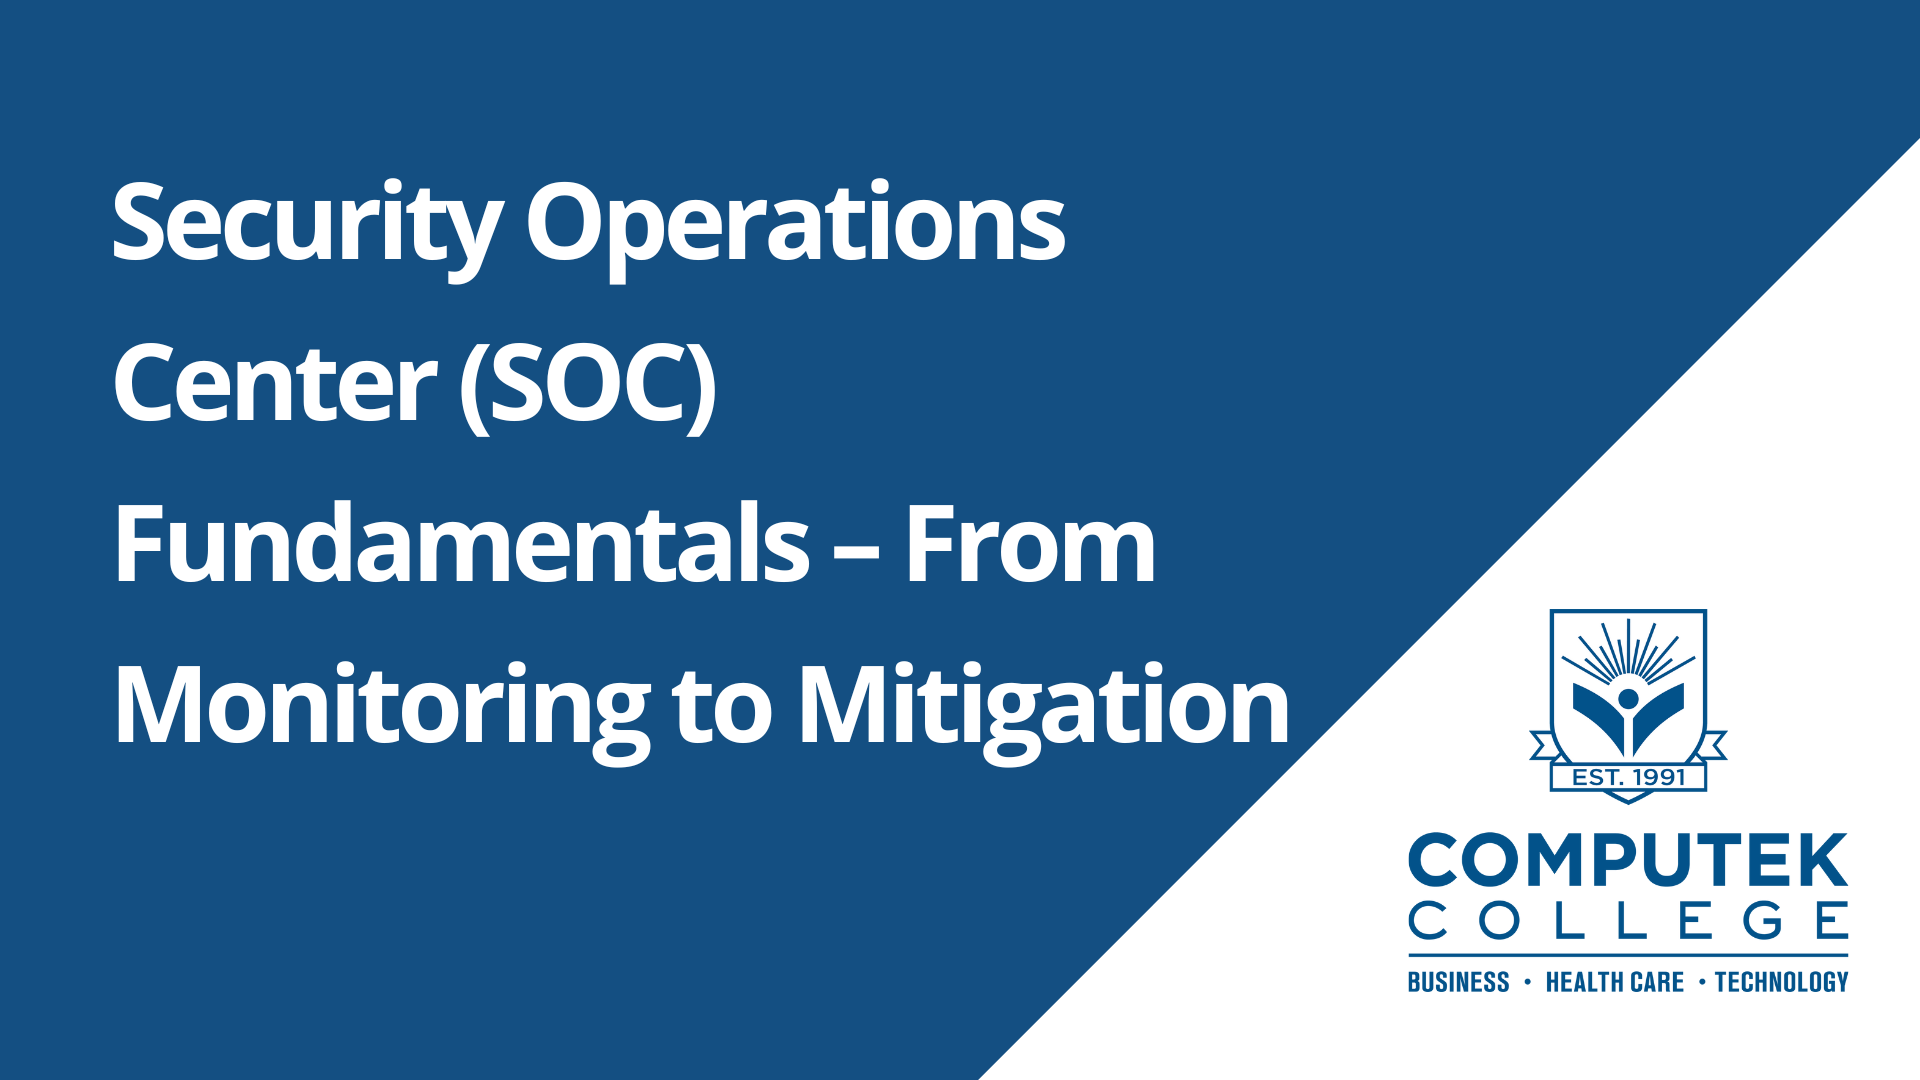 Security Operations
Center (SOC)
Fundamentals – From
Monitoring to Mitigation
EST. 1991
COMPUTEK
COLLEGE
BUSINESS • HEALTH CARE • TECHNOLOGY